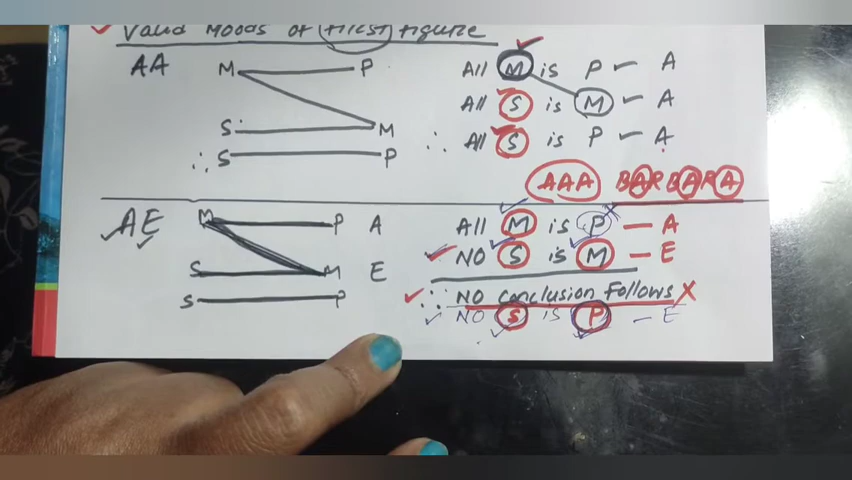 Valid Moods of first figure
AA M P All M is P A
All S is M A
S M
∴ S P ∴ All S is P A
AAA BARBARA
AE M P A All M is P — A
S M E NO S is M — E
∴ NO Conclusion Follows X
S P NO S IS P — E